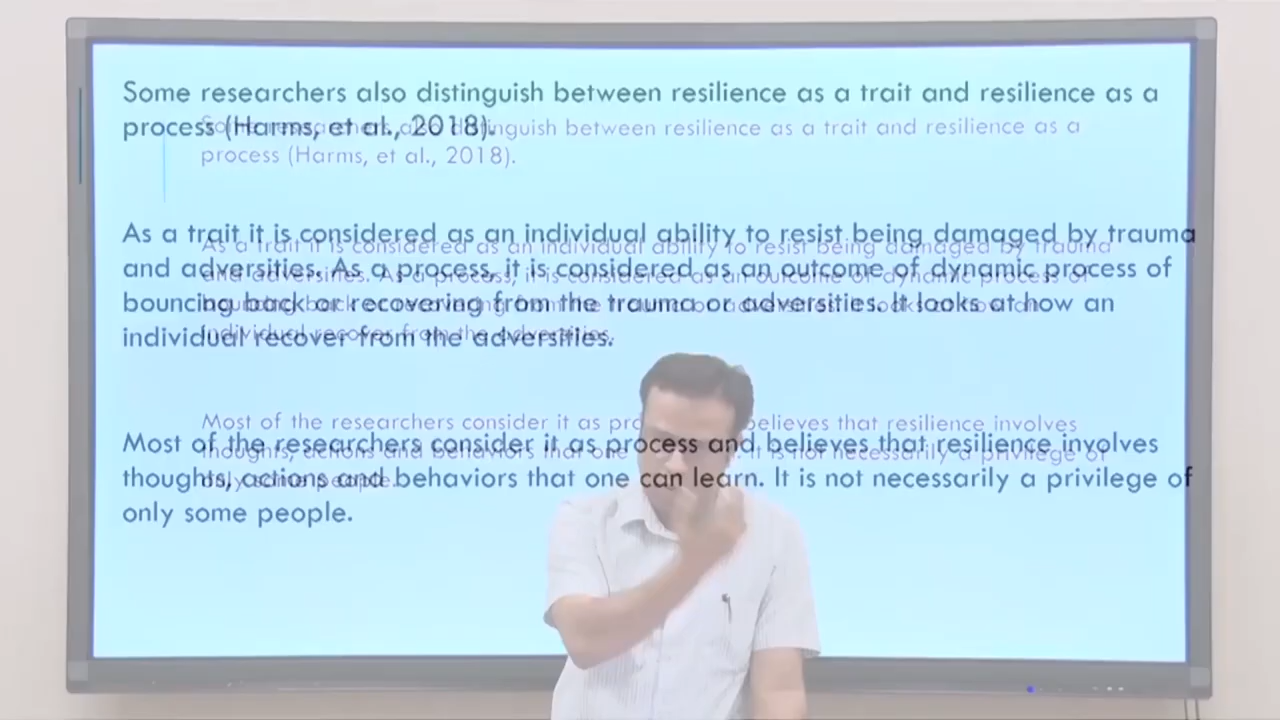 Some researchers also distinguish between resilience as a trait and resilience as a
process (Harms, et al., 2018).
As a trait it is considered as an individual ability to resist being damaged by trauma
and adversities. As a process, it is considered as an outcome of dynamic process of
bouncing back or recovering from the trauma or adversities. It looks at how an
individual recover from the adversities.
Most of the researchers consider it as process and believes that resilience involves
thoughts, actions and behaviors that one can learn. It is not necessarily a privilege of
only some people.